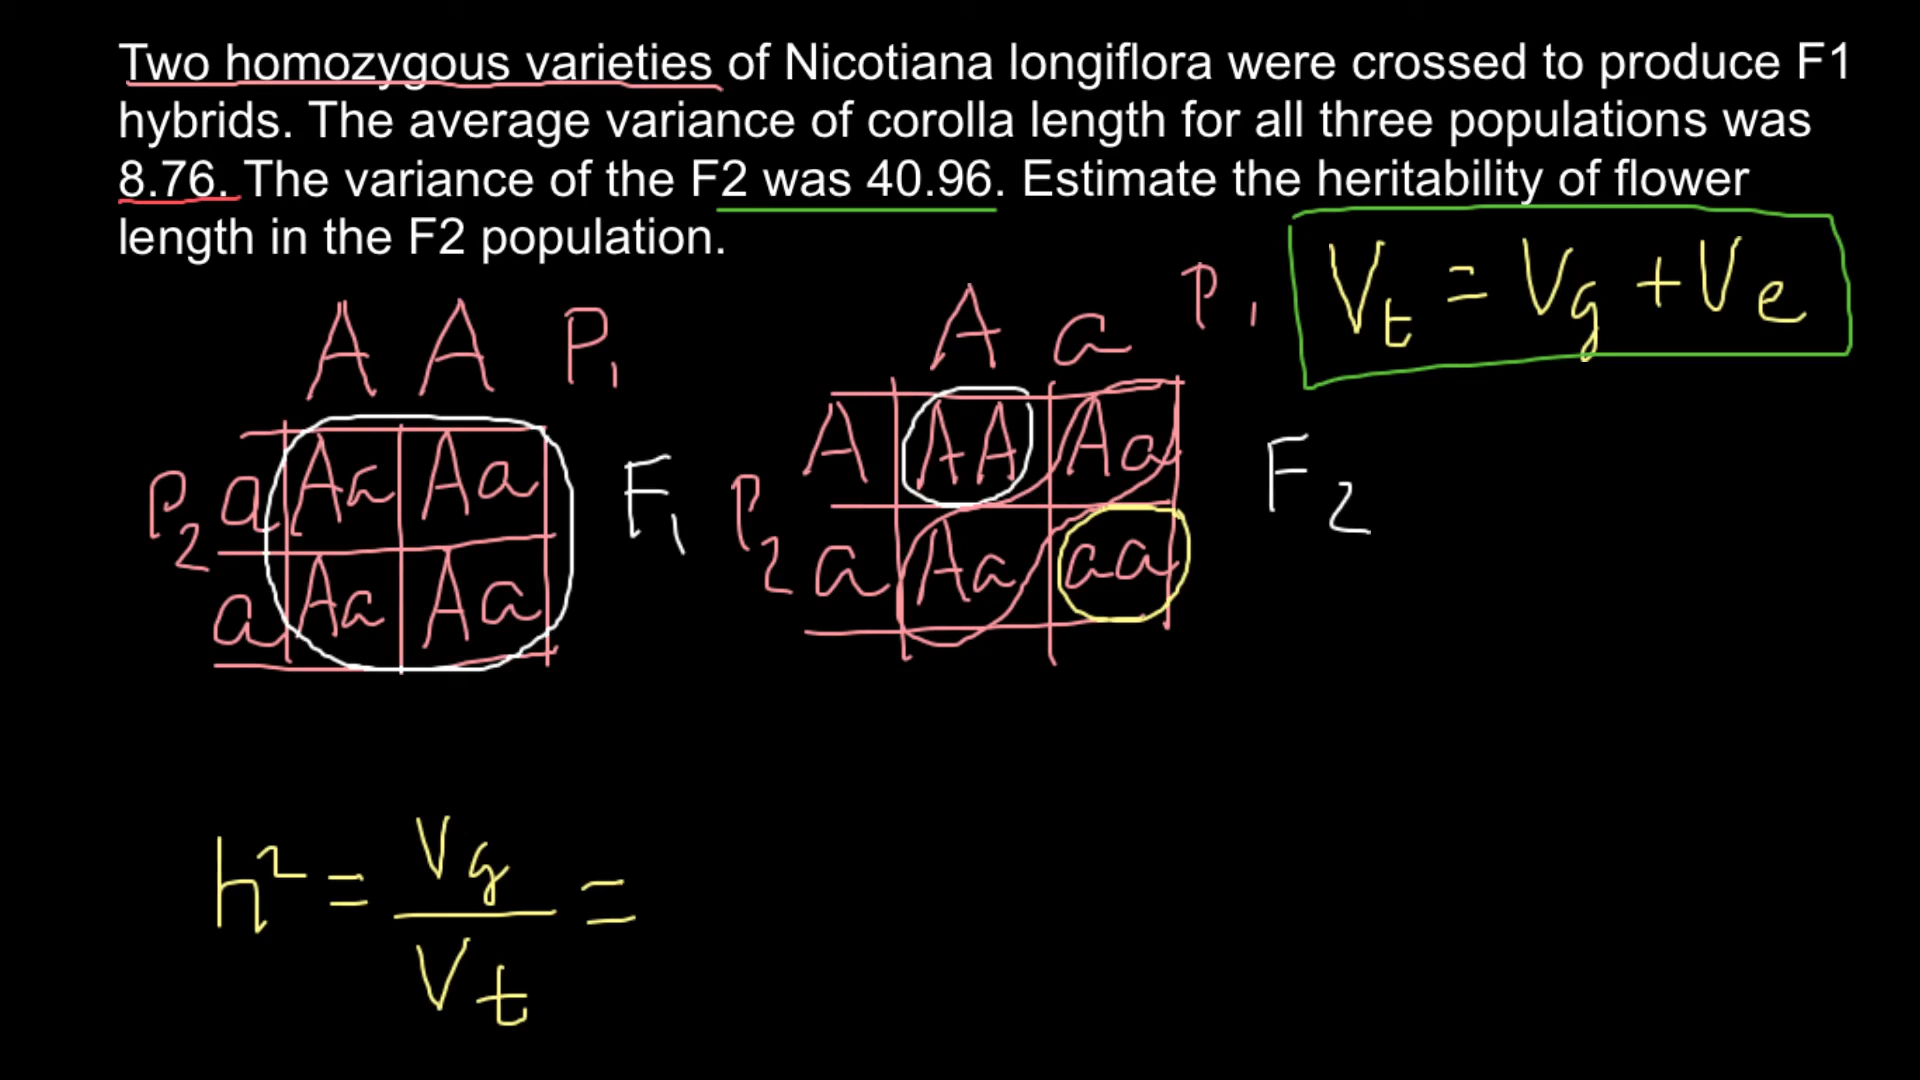 Two homozygous varieties of Nicotiana longiflora were crossed to produce F1
hybrids. The average variance of corolla length for all three populations was
8.76. The variance of the F2 was 40.96. Estimate the heritability of flower
length in the F2 population.
Vt = Vg + Ve
A A P1
P2 a Aa Aa F1
a Aa Aa
A a P1
A AA Aa F2
P2 a Aa aa
h² = Vg =
Vt